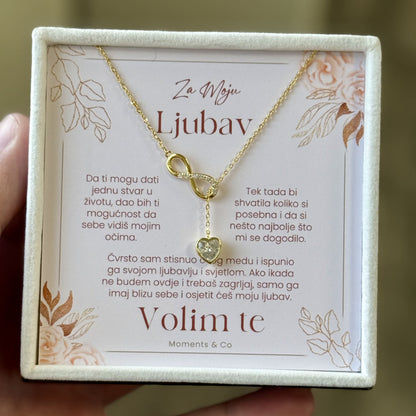 Za Moju
Ljubav
Da ti mogu dati
jednu stvar u
životu, dao bih ti
mogućnost da
sebe vidiš mojim
očima.
Tek tada bi
shvatila koliko si
posebna i da si
nešto najbolje što
mi se dogodilo.
Čvrsto sam stisnuo medu i ispunio
ga svojom ljubavlju i svjetlom. Ako ikada
ne budem ovdje i trebaš zagrljaj, samo ga
imaj blizu sebe i osjetit ćeš moju ljubav.
Volim te
Moments & Co